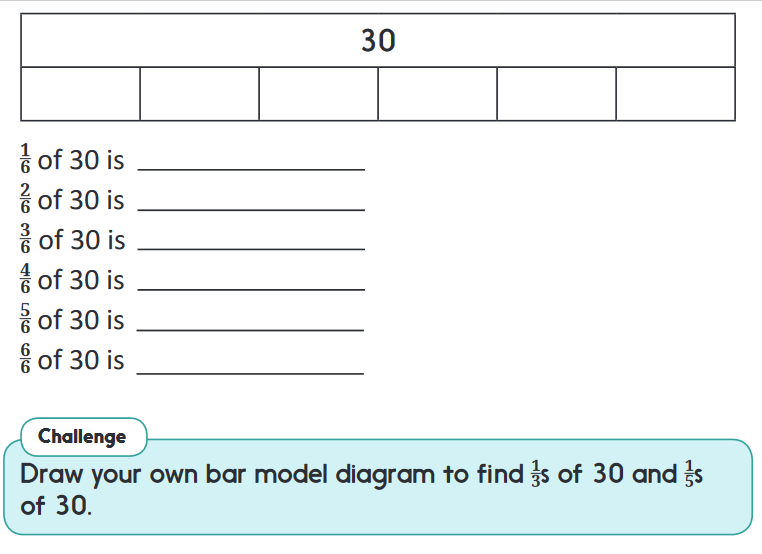 30
1/6 of 30 is
2/6 of 30 is
3/6 of 30 is
4/6 of 30 is
5/6 of 30 is
6/6 of 30 is
Challenge
Draw your own bar model diagram to find 1/3s of 30 and 1/5s
of 30.